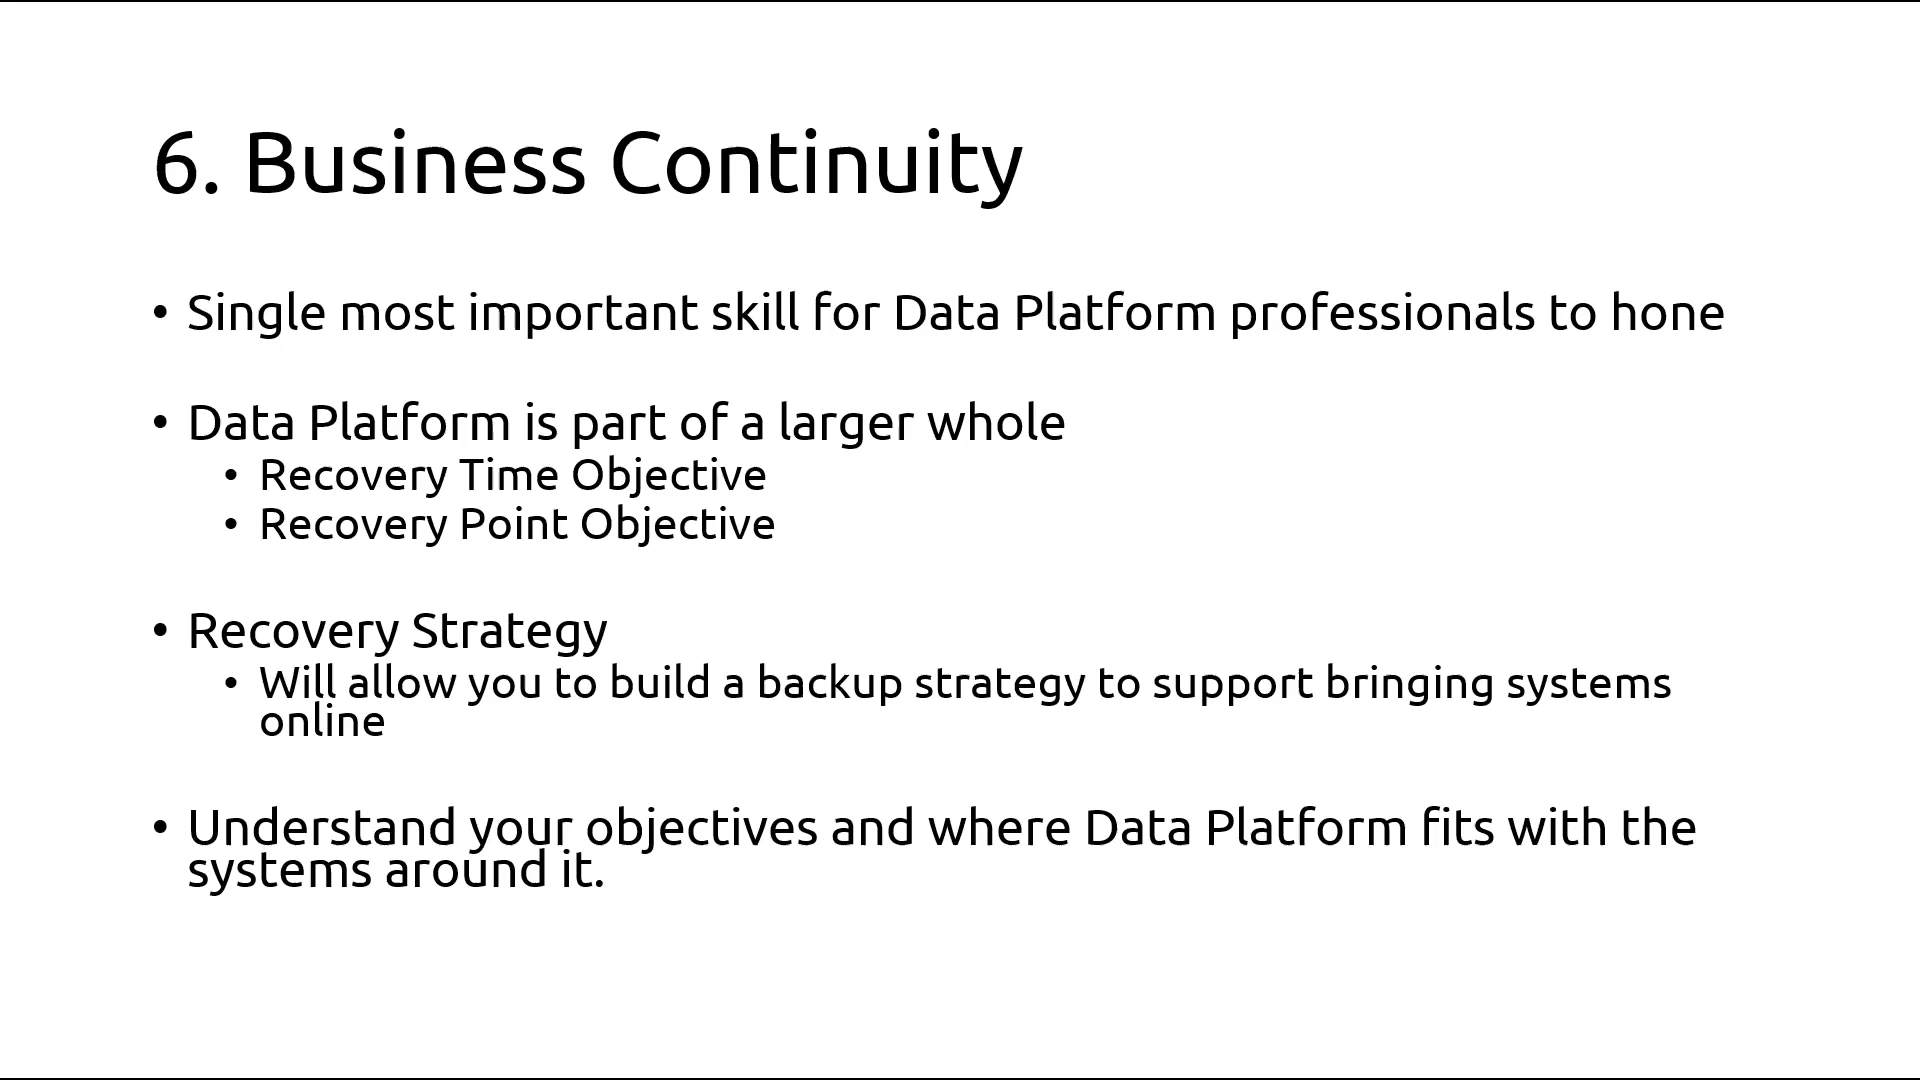 6. Business Continuity
• Single most important skill for Data Platform professionals to hone
• Data Platform is part of a larger whole
• Recovery Time Objective
• Recovery Point Objective
• Recovery Strategy
• Will allow you to build a backup strategy to support bringing systems
online
• Understand your objectives and where Data Platform fits with the
systems around it.